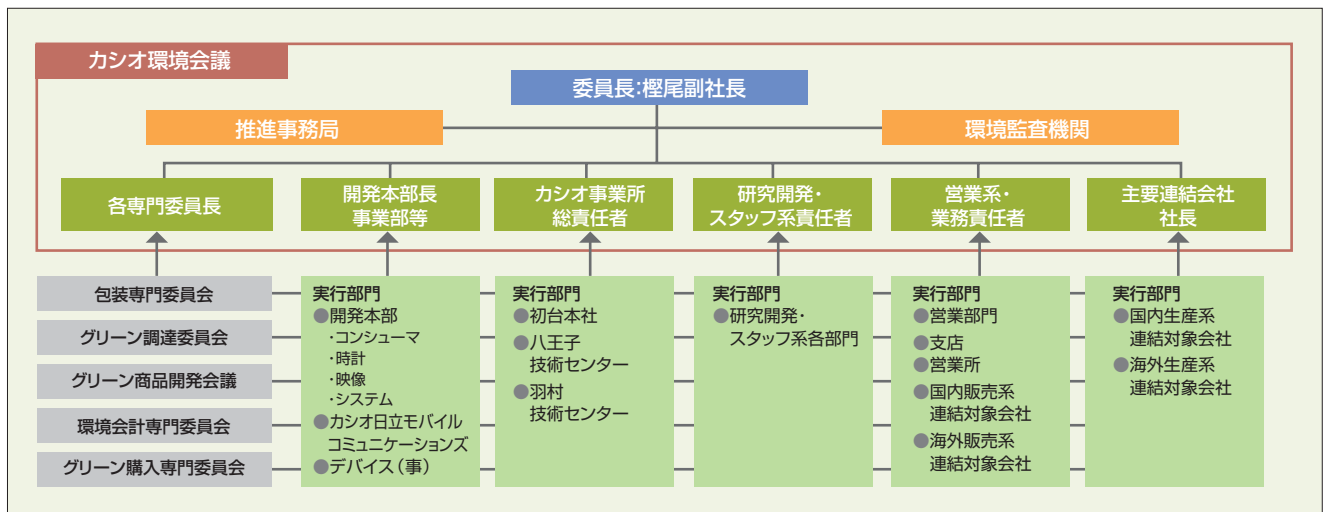 カシオ環境会議
委員長:樫尾副社長
推進事務局
環境監査機関
各専門委員長
開発本部長
事業部等
カシオ事業所
総責任者
研究開発・
スタッフ系責任者
営業系・
業務責任者
主要連結会社
社長
包装専門委員会
グリーン調達委員会
グリーン商品開発会議
環境会計専門委員会
グリーン購入専門委員会
実行部門
●開発本部
・コンシューマ
・時計
・映像
・システム
●カシオ日立モバイル
コミュニケーションズ
●デバイス（事）
実行部門
●初台本社
●八王子
技術センター
●羽村
技術センター
実行部門
●研究開発・
スタッフ系各部門
実行部門
●営業部門
●支店
●営業所
●国内販売系
連結対象会社
●海外販売系
連結対象会社
実行部門
●国内生産系
連結対象会社
●海外生産系
連結対象会社